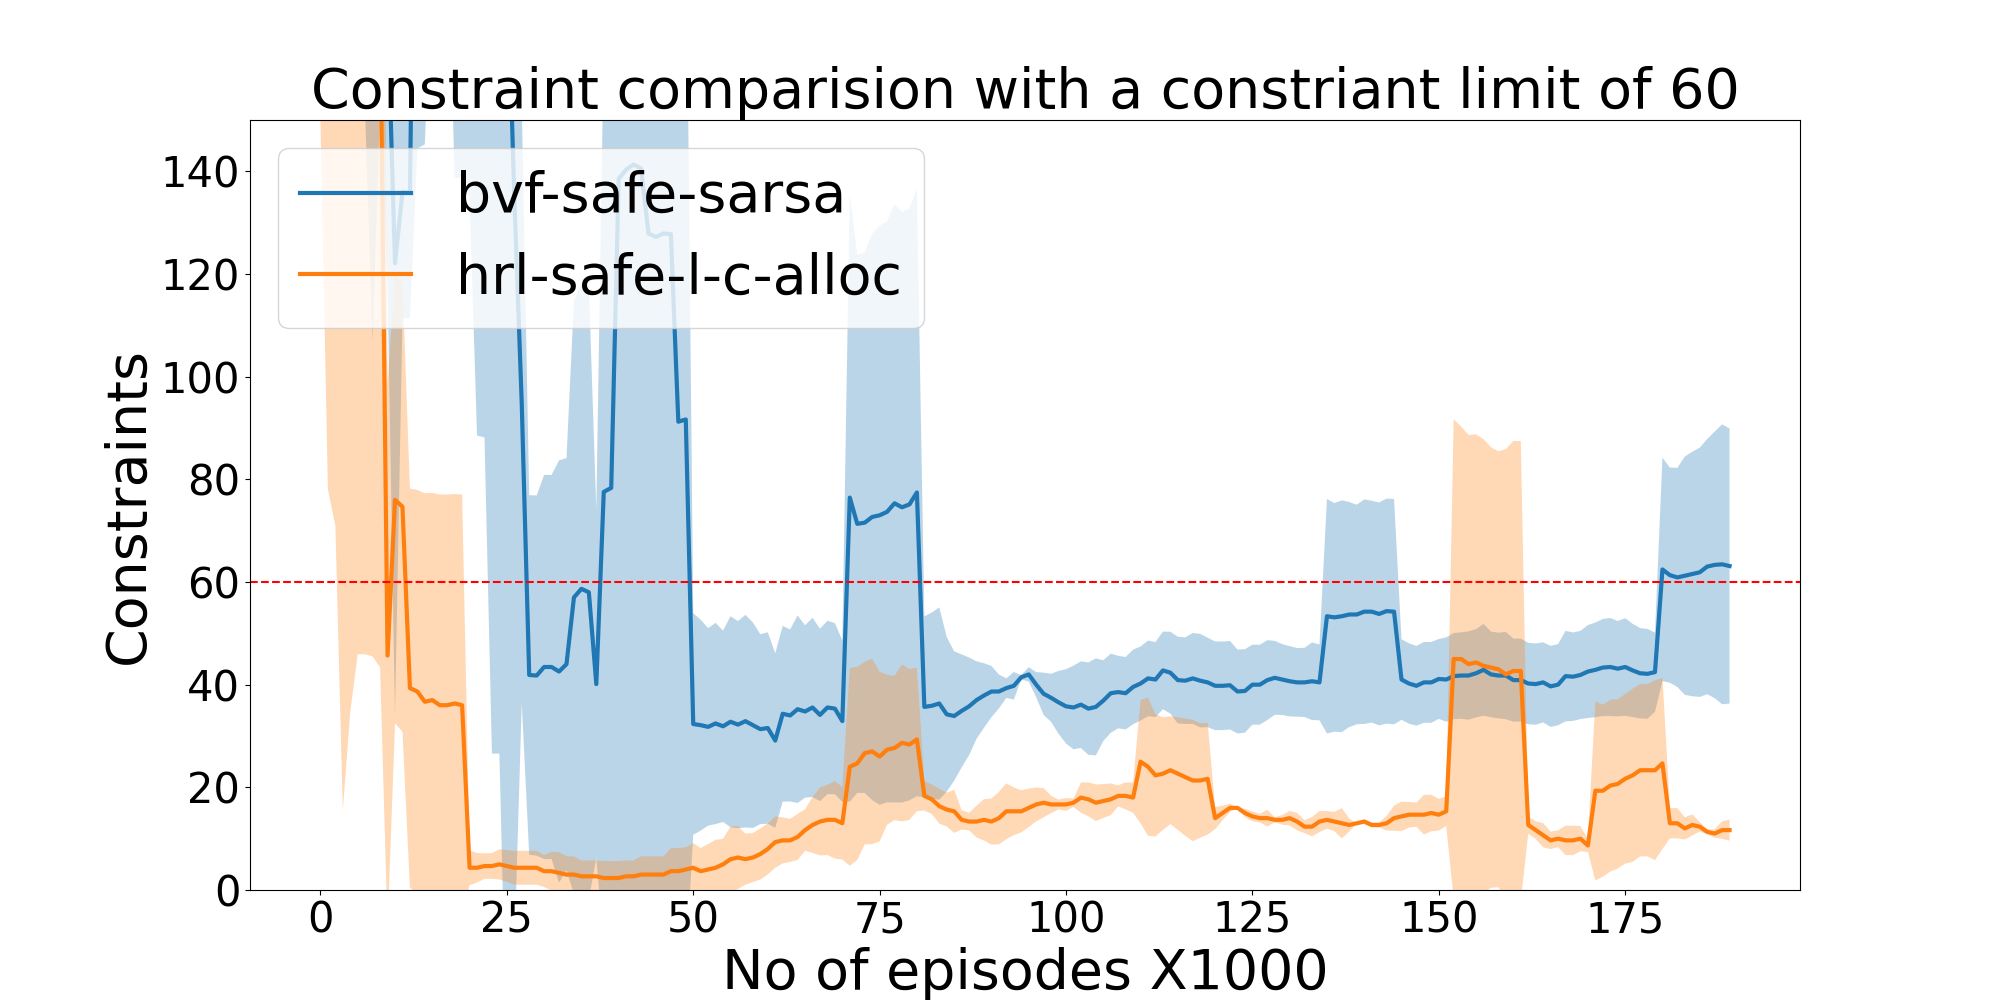 Constraint comparision with a constriant limit of 60
bvf-safe-sarsa
hrl-safe-l-c-alloc
Constraints
140
120
100
80
60
40
20
0
0 25 50 75 100 125 150 175
No of episodes X1000